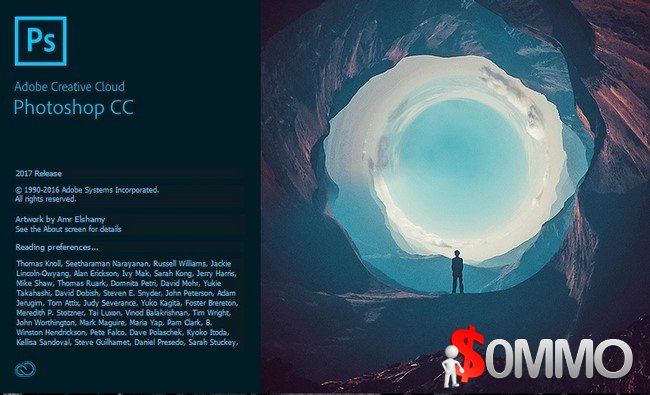 Ps
Adobe Creative Cloud
Photoshop CC
2017 Release
© 1990-2016 Adobe Systems Incorporated.
All rights reserved.
Artwork by Amr Elshamy
See the About screen for details
Reading preferences...
Thomas Knoll, Seetharaman Narayanan, Russell Williams, Jackie
Lincoln-Owyang, Alan Erickson, Ivy Mak, Sarah Kong, Jerry Harris,
Mike Shaw, Thomas Ruark, Domnita Petri, David Mohr, Yukie
Takahashi, David Dobish, Steven E. Snyder, John Peterson, Adam
Jerugim, Tom Attix, Judy Severance, Yuko Kagita, Foster Brereton,
Meredith P. Stotzner, Tai Luxon, Vinod Balakrishnan, Tim Wright,
John Worthington, Mark Maguire, Maria Yap, Pam Clark, B.
Winston Hendrickson, Pete Falco, Dave Polaschek, Kyoko Itoda,
Kellisa Sandoval, Steve Guilhamet, Daniel Presedo, Sarah Stuckey,
$OMMO